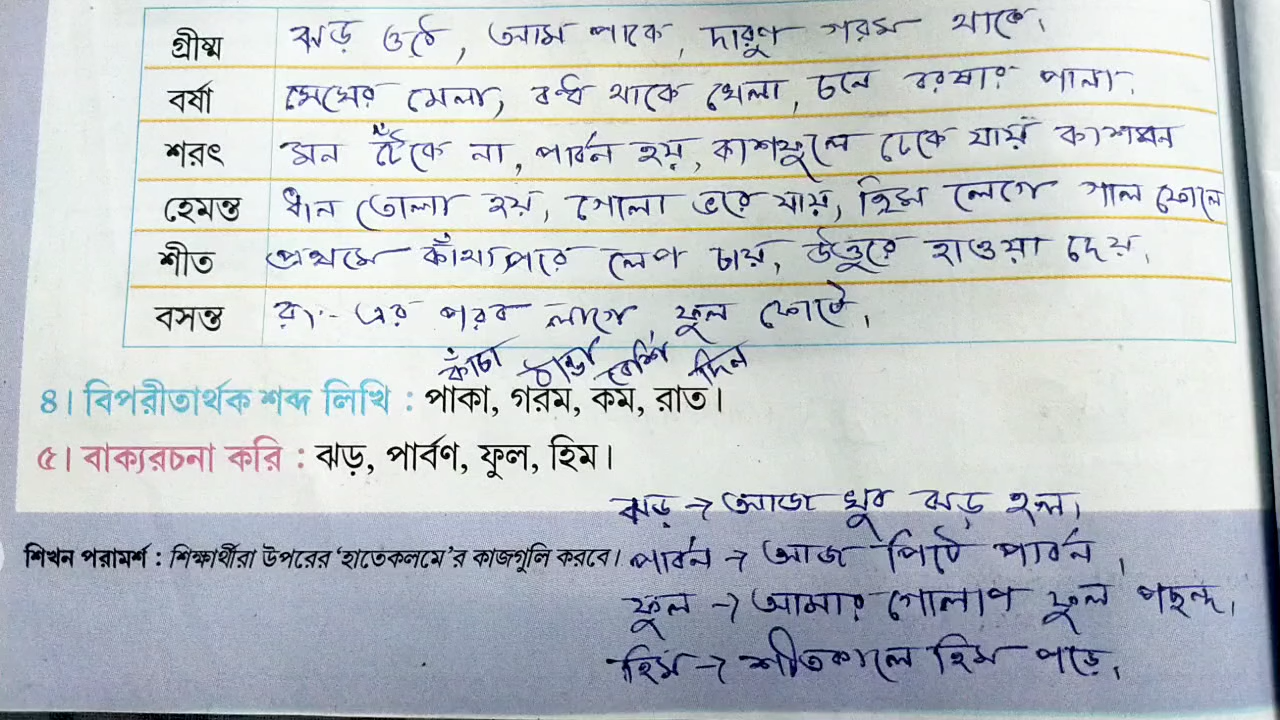 গ্রীষ্ম ঝড় ওঠে, আম পাকে, দারুণ গরম থাকে।
বর্ষা মেঘের মেলা, বন্ধ থাকে খেলা, চলে বরষার পালা।
শরৎ মন টেঁকে না, পার্বন হয়, কাশফুলে ঢেকে যায় কাশবন
হেমন্ত ধান তোলা হয়, গোলা ভরে যায়, হিম লেগে গাল ফোলে
শীত প্রথমে কাঁথা পরে লেপ চায়, উত্তুরে হাওয়া দেয়।
বসন্ত রং-এর পরব লাগে, ফুল ফোটে।
কাঁচা ঠান্ডা বেশি দিন
৪। বিপরীতার্থক শব্দ লিখি : পাকা, গরম, কম, রাত।
৫। বাক্যরচনা করি : ঝড়, পার্বণ, ফুল, হিম।
ঝড় → আজ খুব ঝড় হল।
শিখন পরামর্শ : শিক্ষার্থীরা উপরের ‘হাতেকলমে’র কাজগুলি করবে। পার্বন → আজ পিঠে পার্বন।
ফুল → আমার গোলাপ ফুল পছন্দ।
হিম → শীতকালে হিম পড়ে।